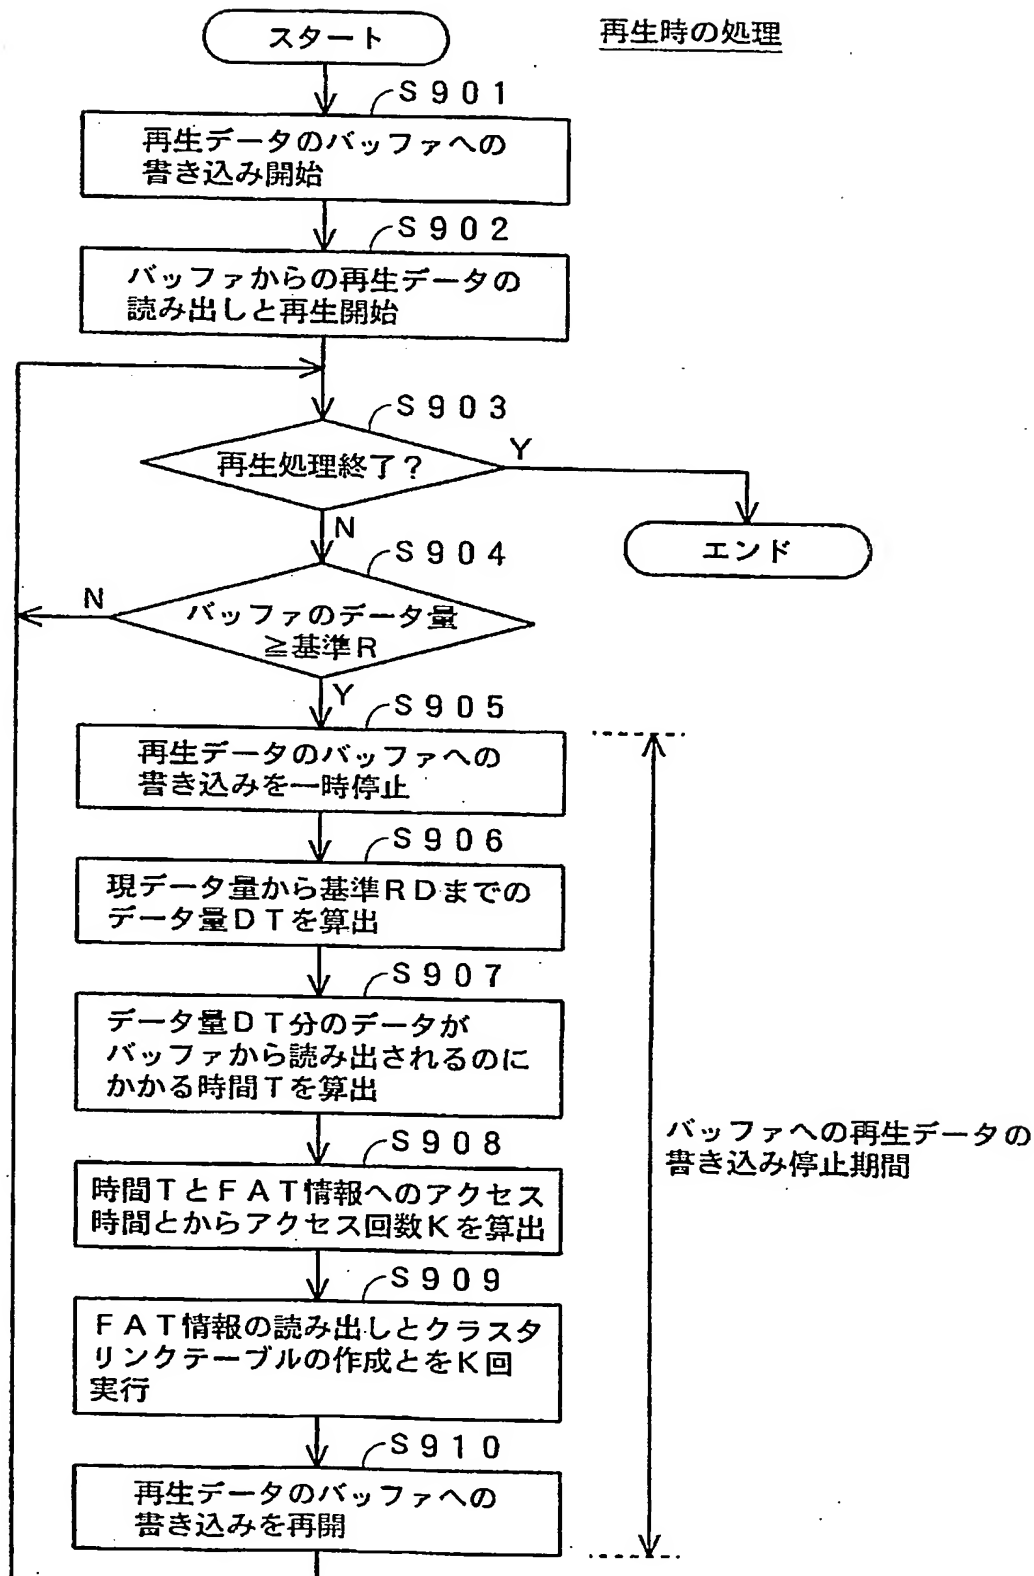 再生時の処理
スタート
S901
再生データのバッファへの
書き込み開始
S902
バッファからの再生データの
読み出しと再生開始
S903
再生処理終了?
Y
N
エンド
S904
バッファのデータ量
≧基準R
N
Y
S905
再生データのバッファへの
書き込みを一時停止
S906
現データ量から基準RDまでの
データ量DTを算出
S907
データ量DT分のデータが
バッファから読み出されるのに
かかる時間Tを算出
S908
時間TとFAT情報へのアクセス
時間とからアクセス回数Kを算出
S909
FAT情報の読み出しとクラスタ
リンクテーブルの作成とをK回
実行
S910
再生データのバッファへの
書き込みを再開
バッファへの再生データの
書き込み停止期間